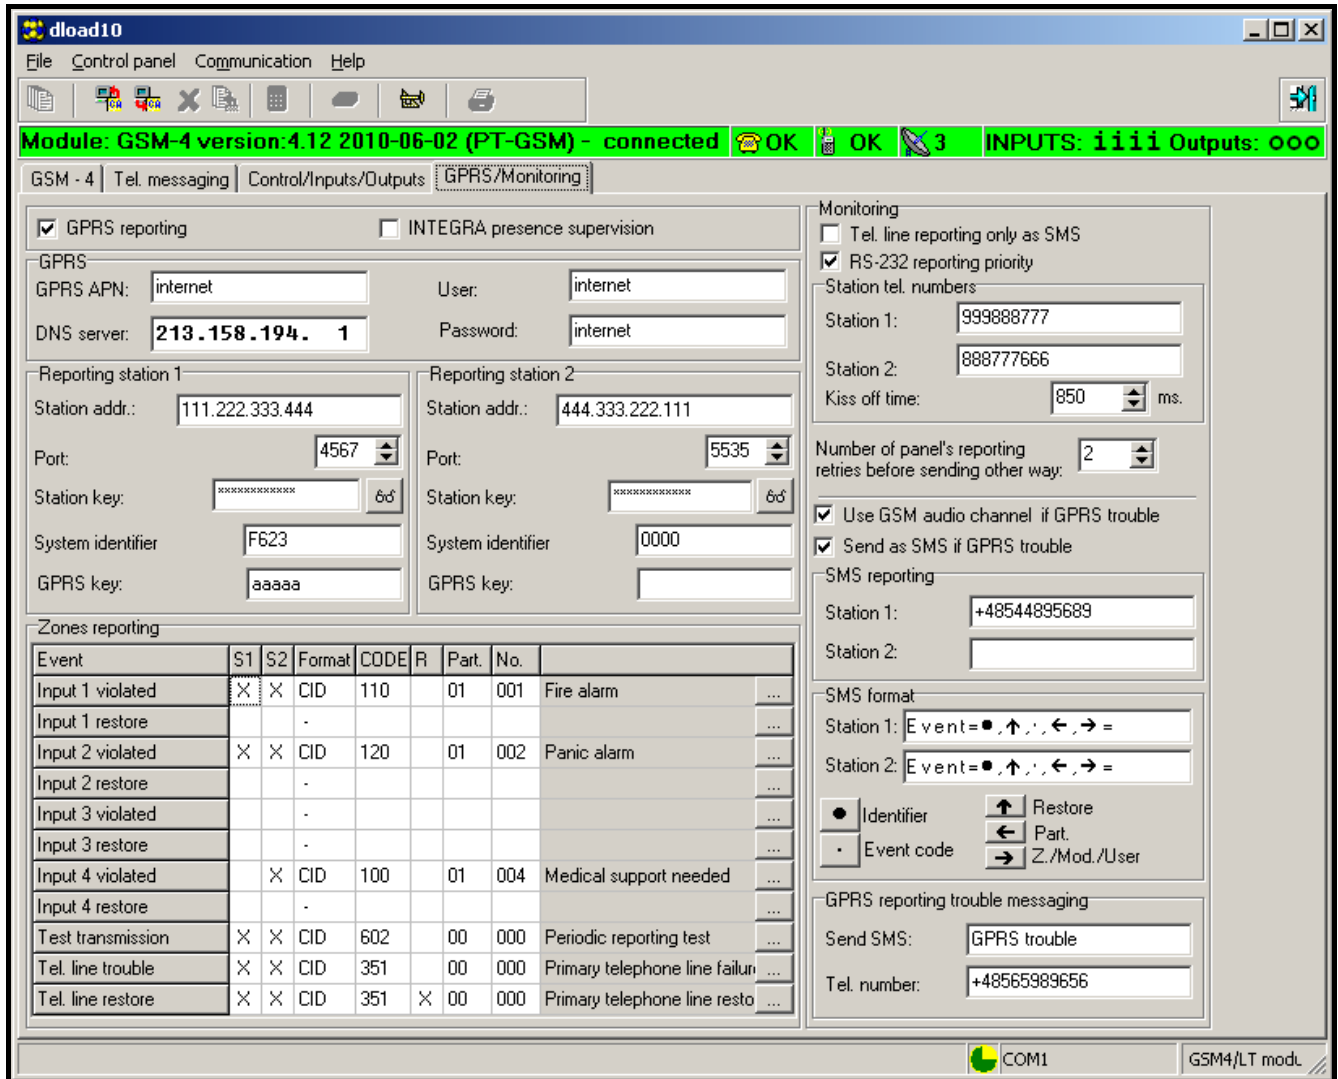 dload10
File Control panel Communication Help
Module: GSM-4 version:4.12 2010-06-02 (PT-GSM) - connected OK OK 3 INPUTS: iiii Outputs: ooo
GSM - 4 Tel. messaging Control/Inputs/Outputs GPRS/Monitoring
GPRS reporting INTEGRA presence supervision
GPRS
GPRS APN: internet User: internet
DNS server: 213.158.194. 1 Password: internet
Reporting station 1
Station addr.: 111.222.333.444
Port: 4567
Station key: ************
System identifier F623
GPRS key: aaaaa
Reporting station 2
Station addr.: 444.333.222.111
Port: 5535
Station key: ************
System identifier 0000
GPRS key:
Zones reporting
Event S1 S2 Format CODE R Part. No.
Input 1 violated X X CID 110 01 001 Fire alarm ...
Input 1 restore - ...
Input 2 violated X X CID 120 01 002 Panic alarm ...
Input 2 restore - ...
Input 3 violated - ...
Input 3 restore - ...
Input 4 violated X CID 100 01 004 Medical support needed ...
Input 4 restore - ...
Test transmission X X CID 602 00 000 Periodic reporting test ...
Tel. line trouble X X CID 351 00 000 Primary telephone line failur ...
Tel. line restore X X CID 351 X 00 000 Primary telephone line resto ...
Monitoring
Tel. line reporting only as SMS
RS-232 reporting priority
Station tel. numbers
Station 1: 999888777
Station 2: 888777666
Kiss off time: 850 ms.
Number of panel's reporting 2
retries before sending other way:
Use GSM audio channel if GPRS trouble
Send as SMS if GPRS trouble
SMS reporting
Station 1: +48544895689
Station 2:
SMS format
Station 1: Event=●,↑,·,←,→=
Station 2: Event=●,↑,·,←,→=
● Identifier ↑ Restore
← Part.
· Event code → Z./Mod./User
GPRS reporting trouble messaging
Send SMS: GPRS trouble
Tel. number: +48565989656
COM1 GSM4/LT modu